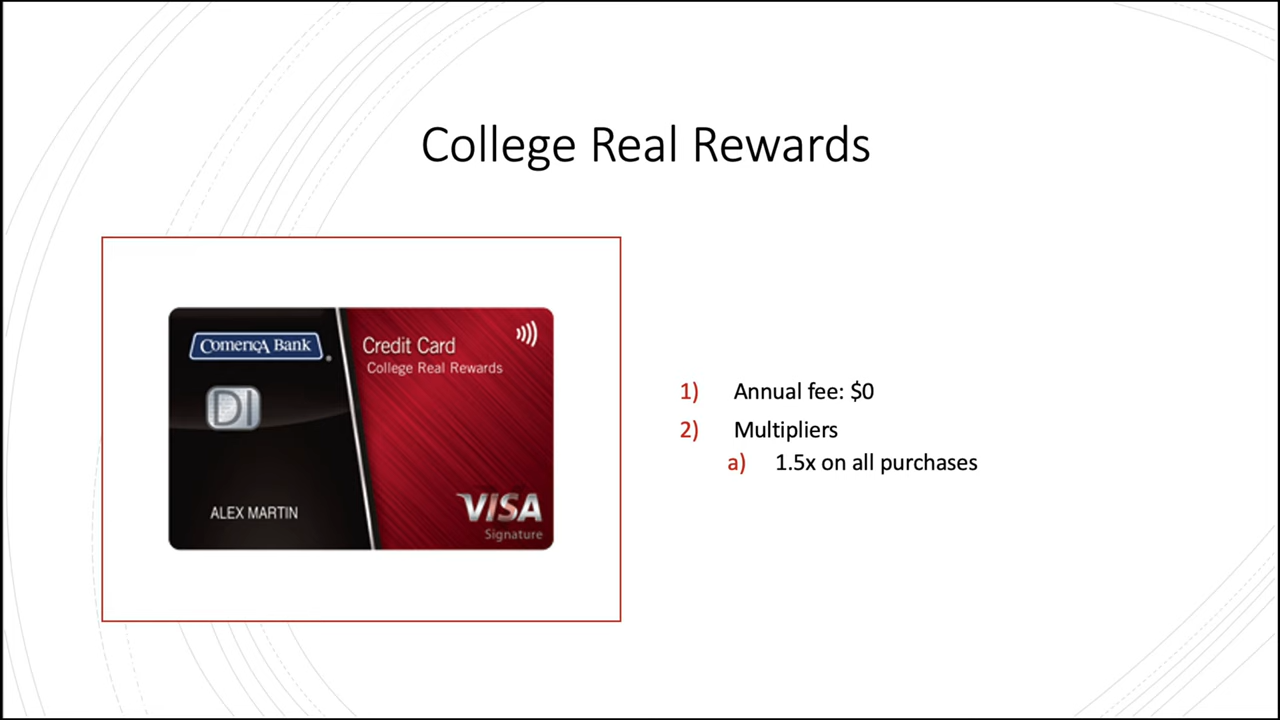 College Real Rewards
Comerica Bank
Credit Card
College Real Rewards
DI
ALEX MARTIN
VISA
Signature
1) Annual fee: $0
2) Multipliers
a) 1.5x on all purchases